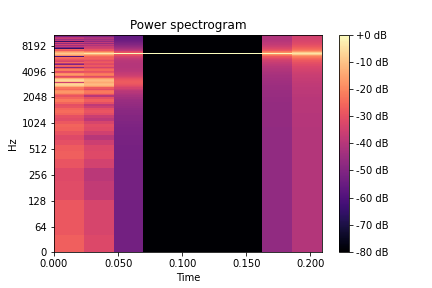 Power spectrogram
8192
4096
2048
1024
512
256
128
64
0
Hz
0.000 0.050 0.100 0.150 0.200
Time
+0 dB
-10 dB
-20 dB
-30 dB
-40 dB
-50 dB
-60 dB
-70 dB
-80 dB